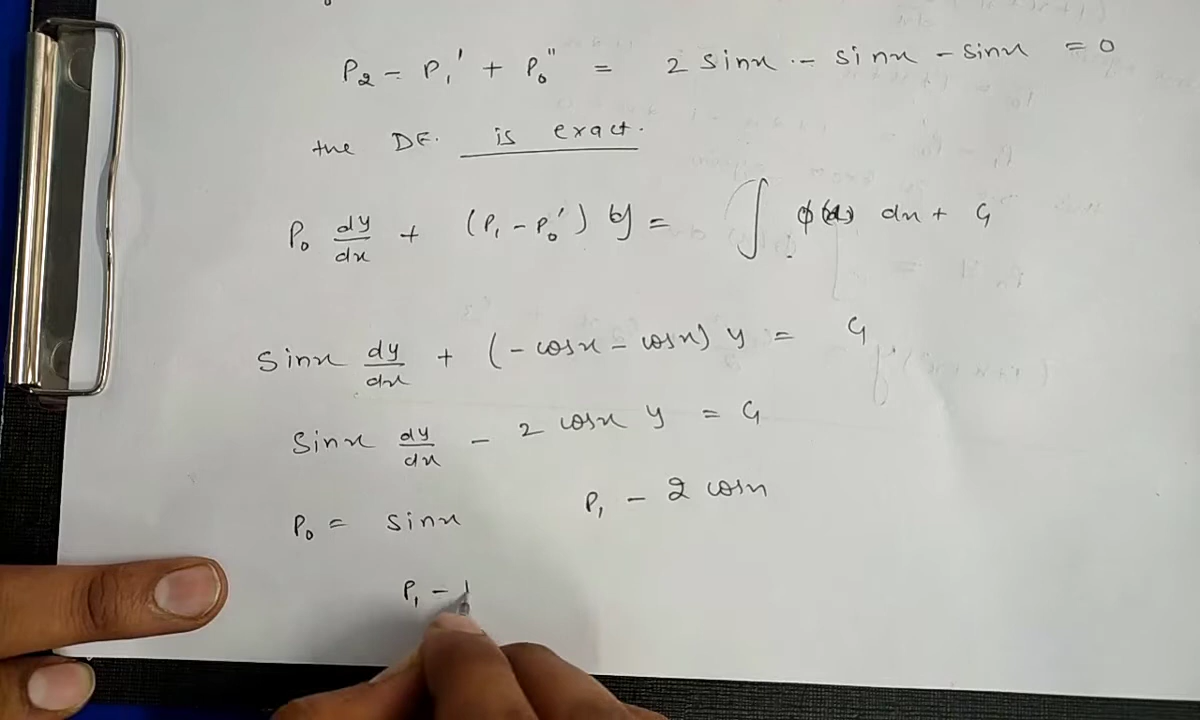 P₂ - P₁' + P₀'' = 2 sinx - sinx - sinx = 0
the DE. is exact.
P₀ dy/dx + (P₁ - P₀') y = ∫ φ(x) dx + C₁
sinx dy/dx + (-cosx - cosx) y = C₁
sinx dy/dx - 2 cosx y = C₁
P₀ = sinx P₁ - 2 cosx
P₁ -